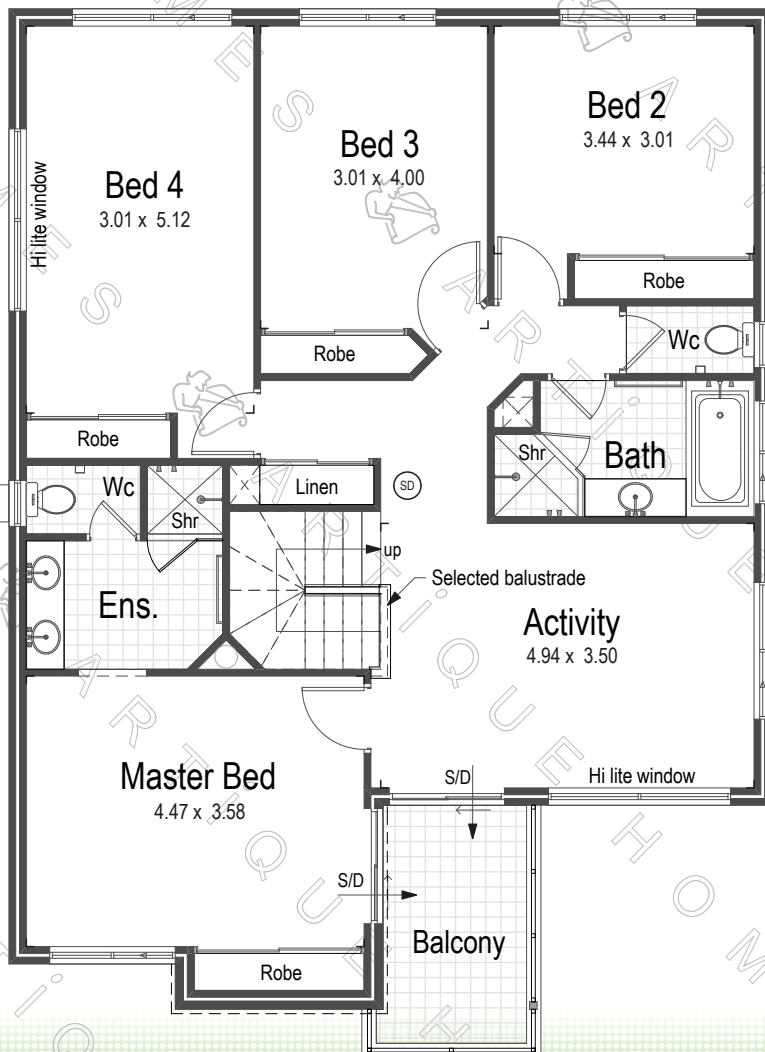 Bed 2
3.44 x 3.01
Bed 3
3.01 x 4.00
Bed 4
3.01 x 5.12
Hi lite window
Robe
Wc
Robe
Robe
Bath
Shr
Linen
SD
Wc
Shr
up
Selected balustrade
Ens.
Activity
4.94 x 3.50
Master Bed
4.47 x 3.58
S/D
Hi lite window
S/D
Balcony
Robe
ARTiQUE HOMES